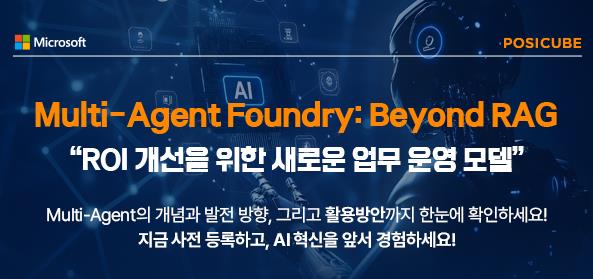 Microsoft
POSICUBE
AI
Multi-Agent Foundry: Beyond RAG
“ROI 개선을 위한 새로운 업무 운영 모델”
Multi-Agent의 개념과 발전 방향, 그리고 활용방안까지 한눈에 확인하세요!
지금 사전 등록하고, AI 혁신을 앞서 경험하세요!